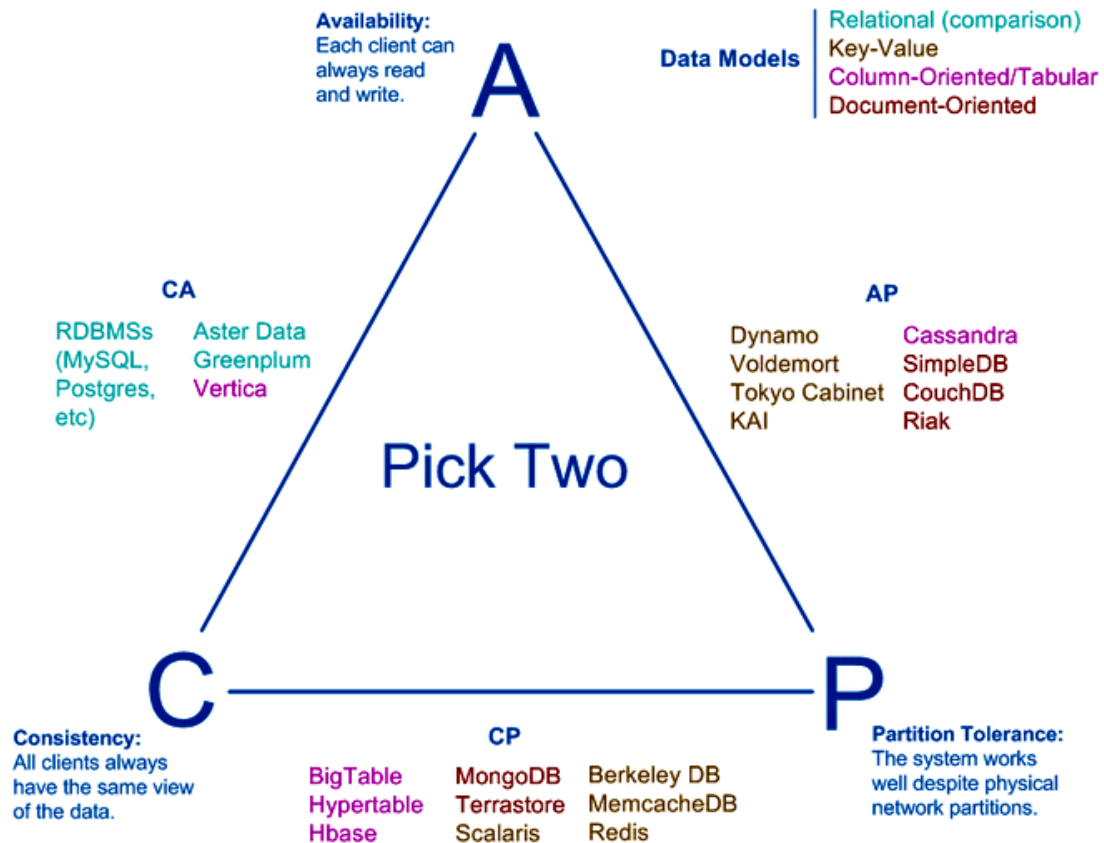 Availability:
Each client can
always read
and write.
A
Data Models
Relational (comparison)
Key-Value
Column-Oriented/Tabular
Document-Oriented
CA
RDBMSs
(MySQL,
Postgres,
etc)
Aster Data
Greenplum
Vertica
AP
Dynamo
Voldemort
Tokyo Cabinet
KAI
Cassandra
SimpleDB
CouchDB
Riak
Pick Two
C
Consistency:
All clients always
have the same view
of the data.
CP
BigTable
Hypertable
Hbase
MongoDB
Terrastore
Scalaris
Berkeley DB
MemcacheDB
Redis
P
Partition Tolerance:
The system works
well despite physical
network partitions.